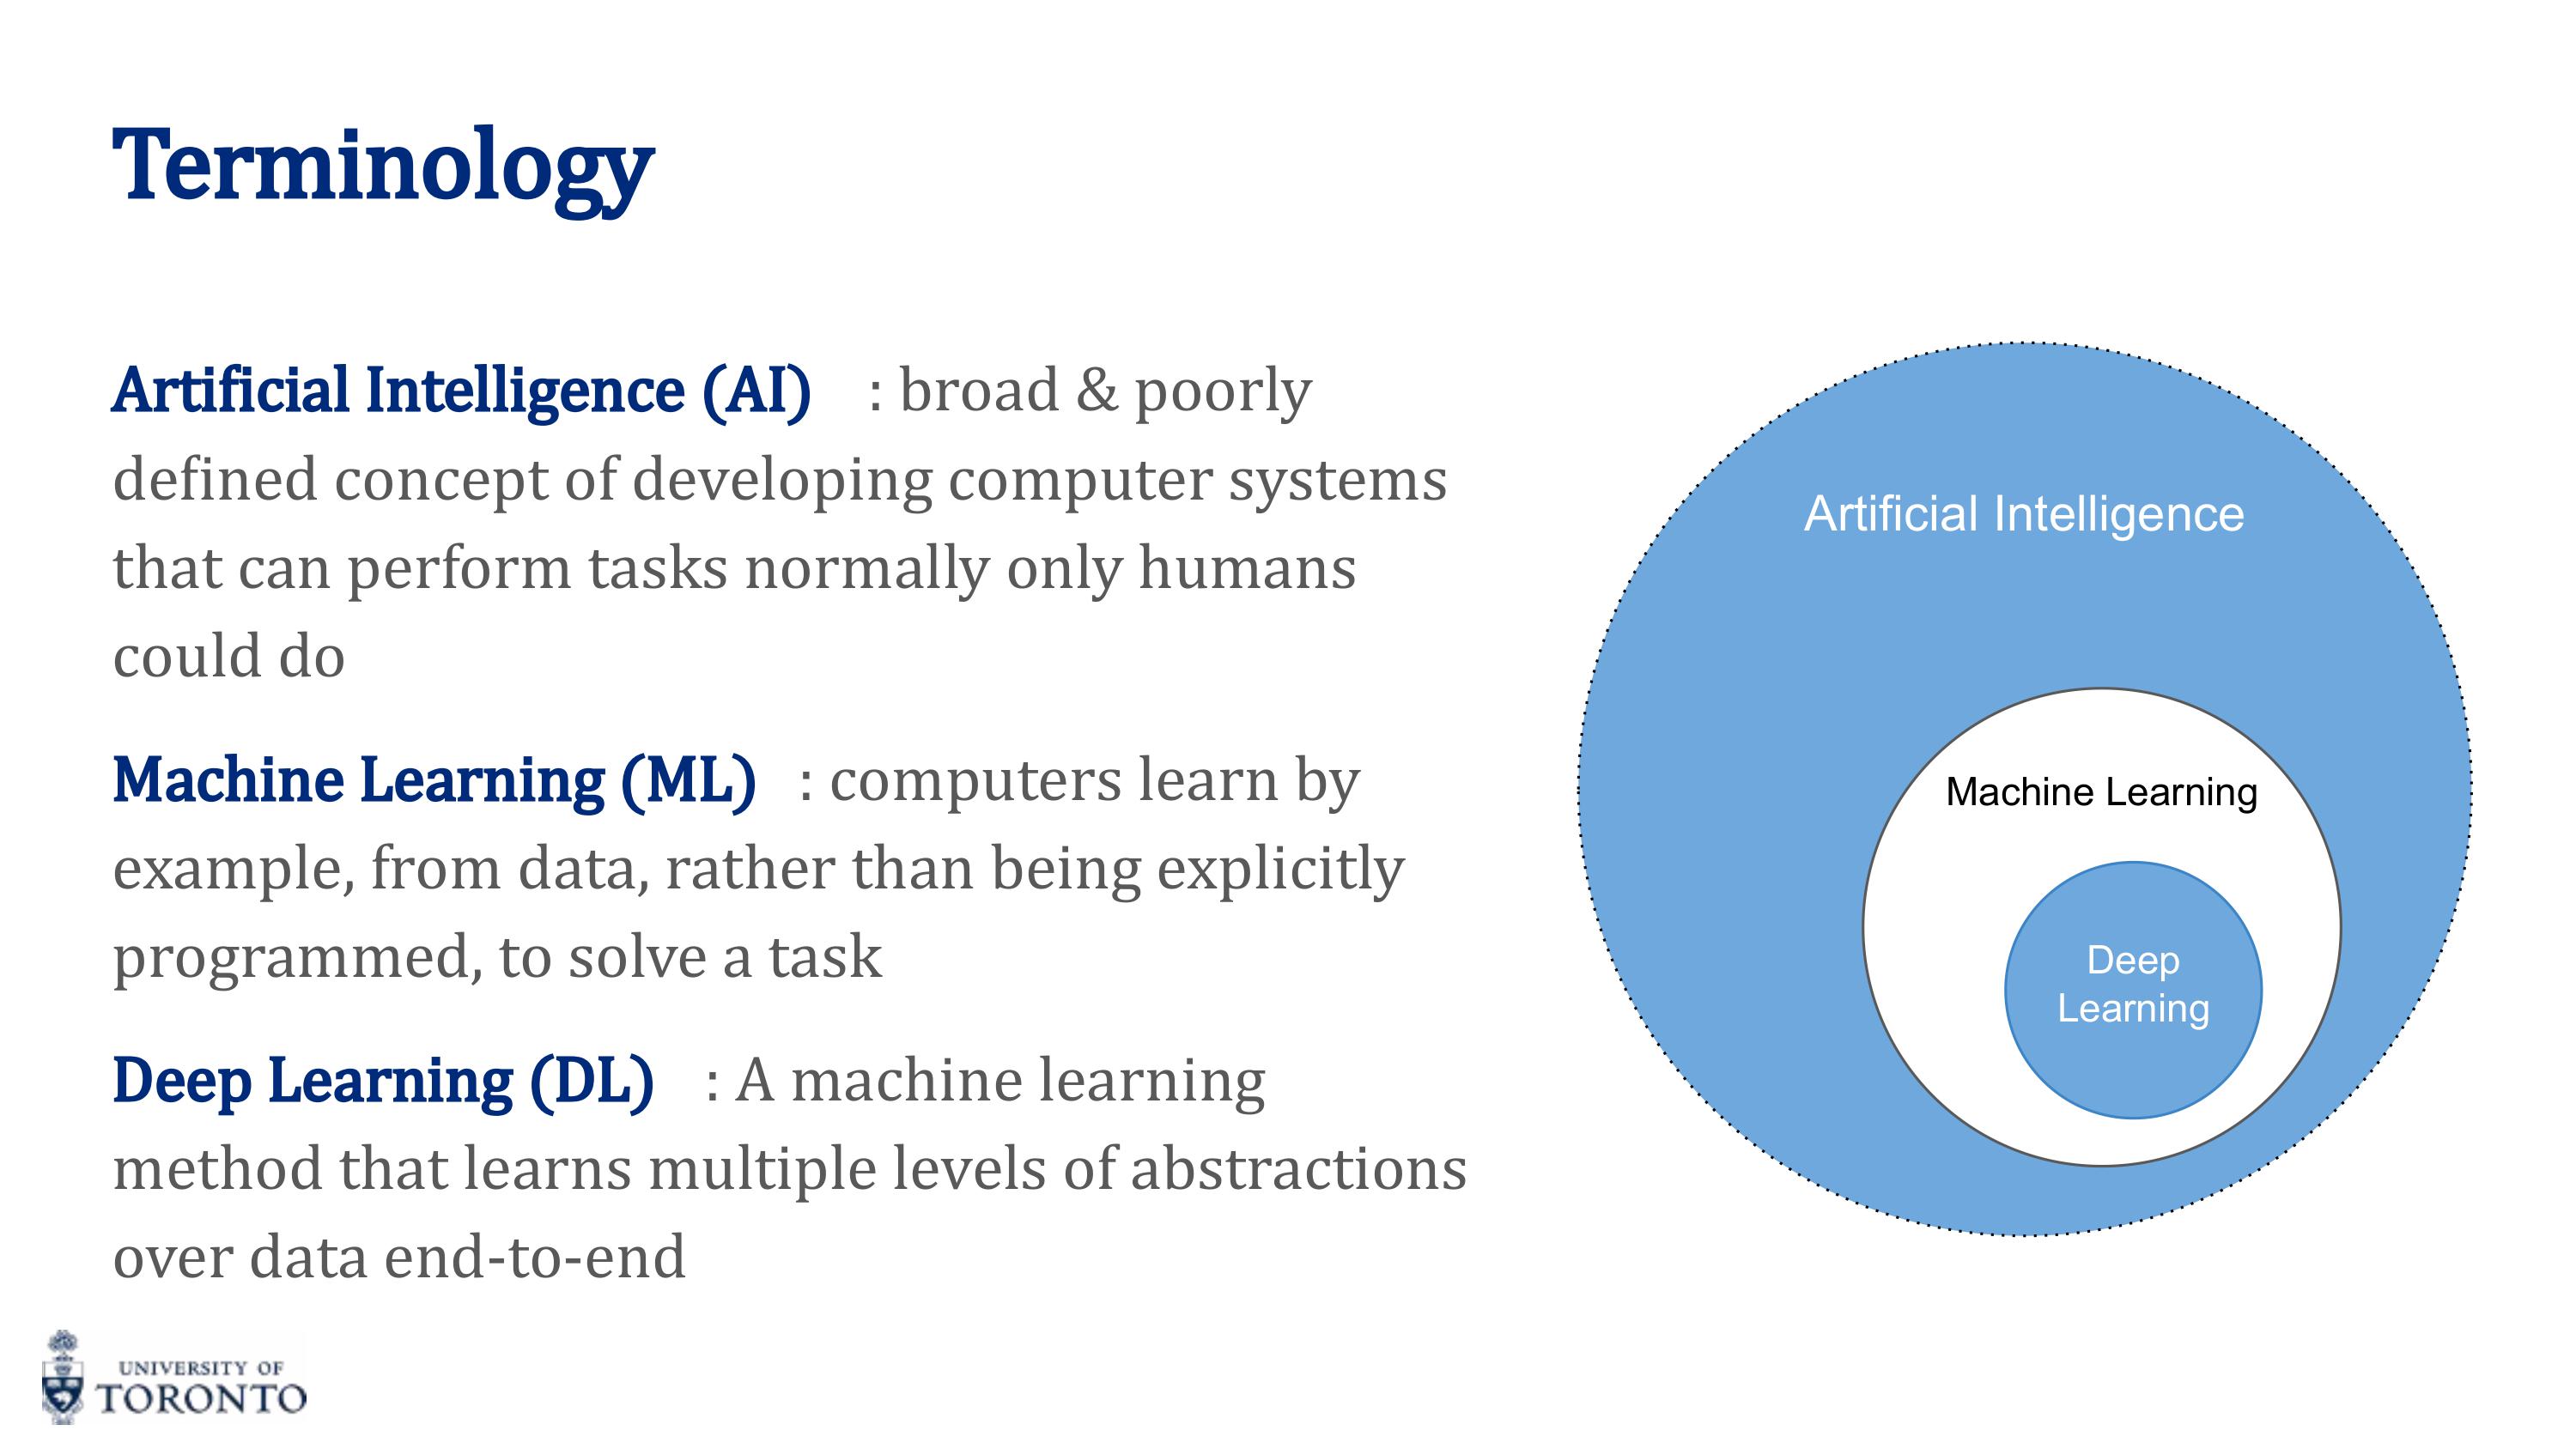 Terminology
Artificial Intelligence (AI) : broad & poorly
defined concept of developing computer systems
that can perform tasks normally only humans
could do
Machine Learning (ML) : computers learn by
example, from data, rather than being explicitly
programmed, to solve a task
Deep Learning (DL) : A machine learning
method that learns multiple levels of abstractions
over data end-to-end
Artificial Intelligence
Machine Learning
Deep
Learning
UNIVERSITY OF
TORONTO